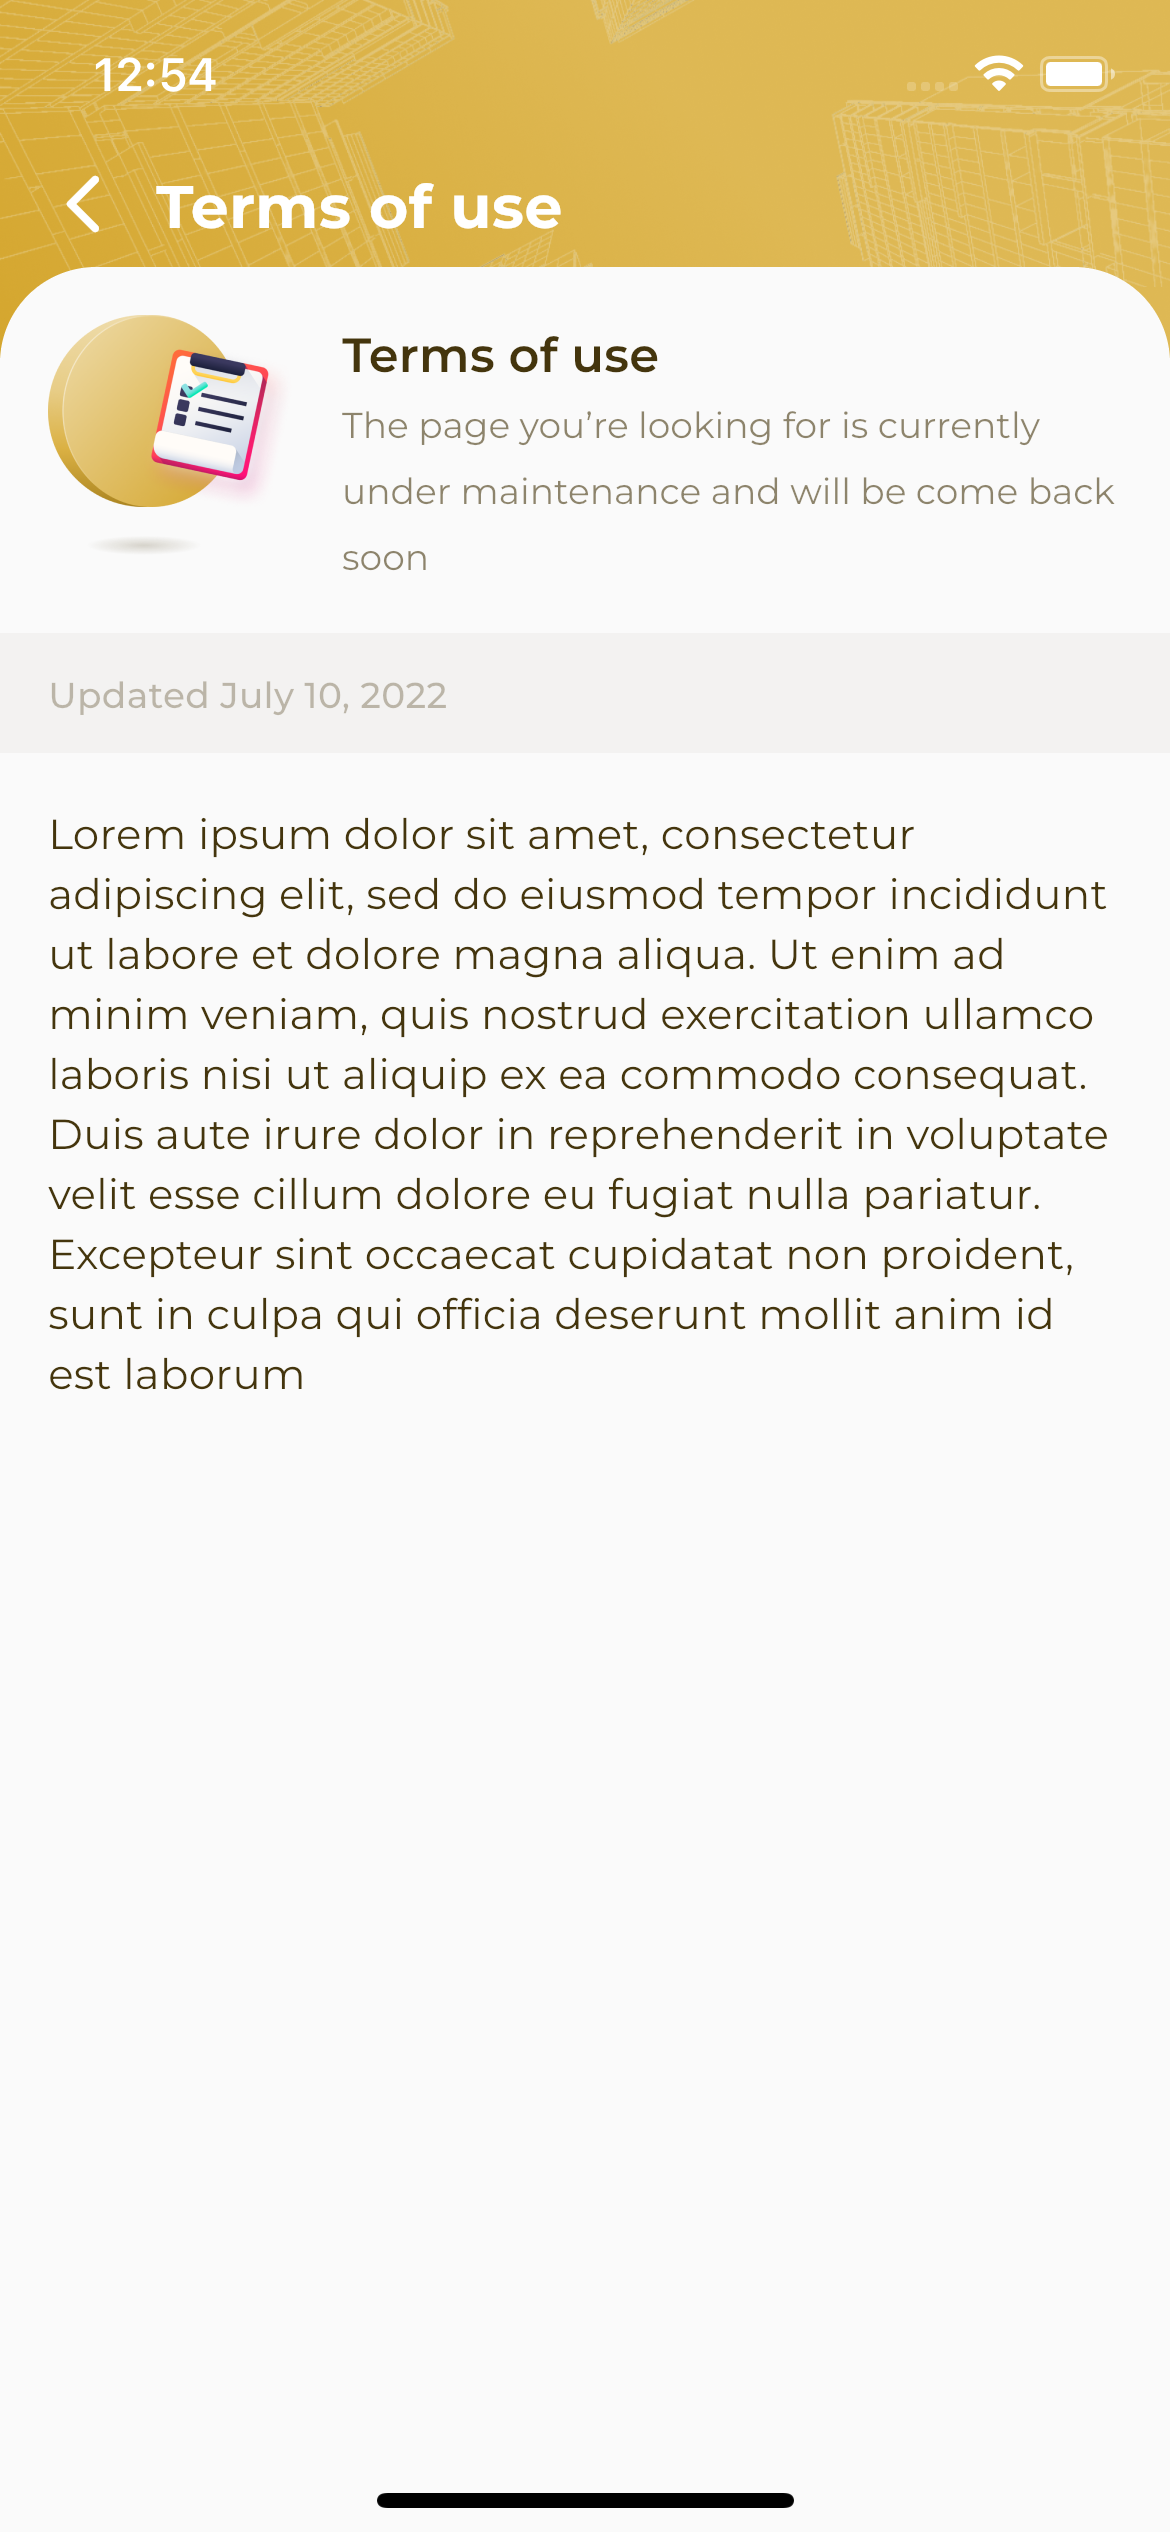 12:54
Terms of use
Terms of use
The page you’re looking for is currently
under maintenance and will be come back
soon
Updated July 10, 2022
Lorem ipsum dolor sit amet, consectetur
adipiscing elit, sed do eiusmod tempor incididunt
ut labore et dolore magna aliqua. Ut enim ad
minim veniam, quis nostrud exercitation ullamco
laboris nisi ut aliquip ex ea commodo consequat.
Duis aute irure dolor in reprehenderit in voluptate
velit esse cillum dolore eu fugiat nulla pariatur.
Excepteur sint occaecat cupidatat non proident,
sunt in culpa qui officia deserunt mollit anim id
est laborum